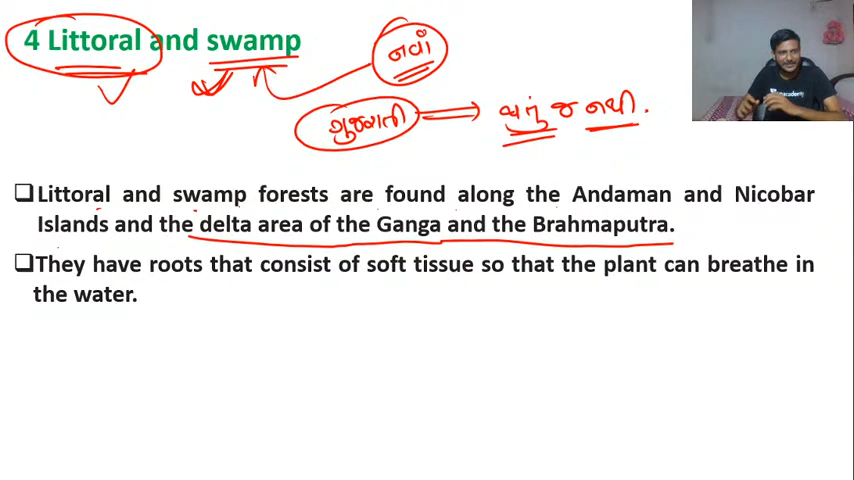 4 Littoral and swamp
નવાં
ગુજરાતી
નથી.
❑Littoral and swamp forests are found along the Andaman and Nicobar
Islands and the delta area of the Ganga and the Brahmaputra.
❑They have roots that consist of soft tissue so that the plant can breathe in
the water.